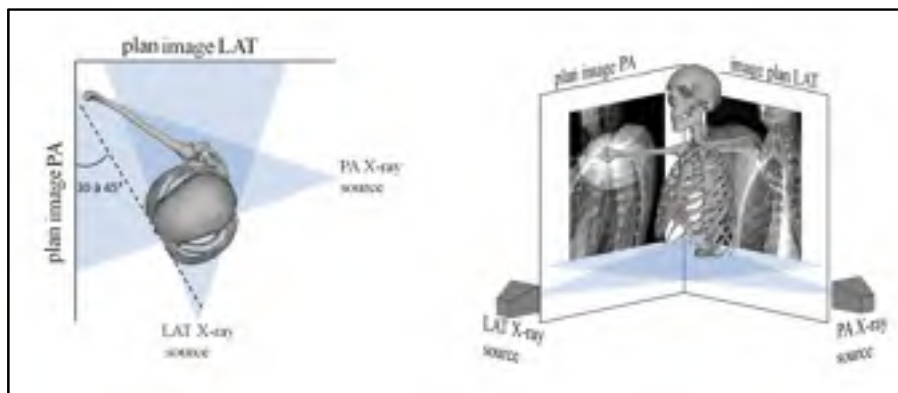 plan image LAT
plan image PA
30 à 45°
PA X-ray
source
LAT X-ray
source
plan image PA
image plan LAT
LAT X-ray
source
PA X-ray
source